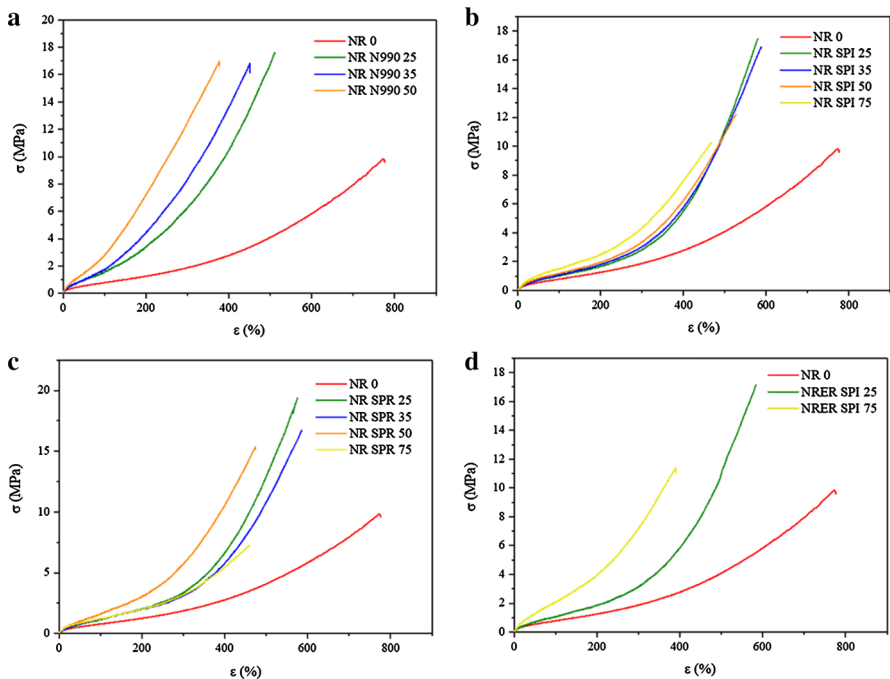 a
20
18
16
14
12
10
8
6
4
2
0
σ (MPa)
0 200 400 600 800
ε (%)
NR 0
NR N990 25
NR N990 35
NR N990 50
b
18
16
14
12
10
8
6
4
2
0
σ (MPa)
0 200 400 600 800
ε (%)
NR 0
NR SPI 25
NR SPI 35
NR SPI 50
NR SPI 75
c
20
15
10
5
0
σ (MPa)
0 200 400 600 800
ε (%)
NR 0
NR SPR 25
NR SPR 35
NR SPR 50
NR SPR 75
d
18
16
14
12
10
8
6
4
2
0
σ (MPa)
0 200 400 600 800
ε (%)
NR 0
NRER SPI 25
NRER SPI 75